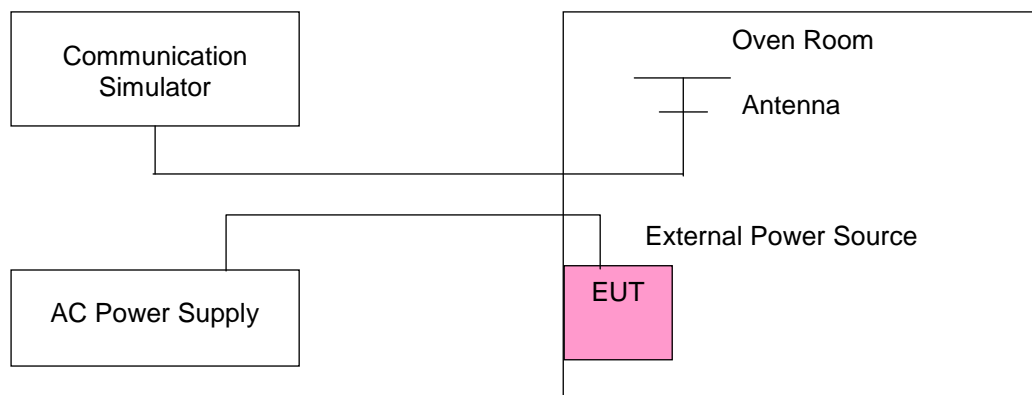 Communication
Simulator
Oven Room
Antenna
External Power Source
AC Power Supply
EUT